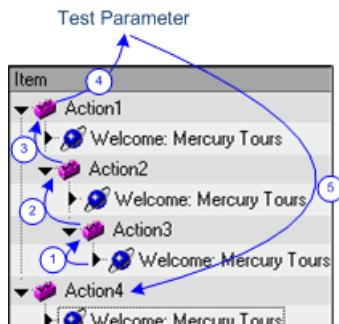 Test Parameter
Item
4
Action1
3
Welcome: Mercury Tours
Action2
2
Welcome: Mercury Tours
5
Action3
1
Welcome: Mercury Tours
Action4
Welcome: Mercury Tours